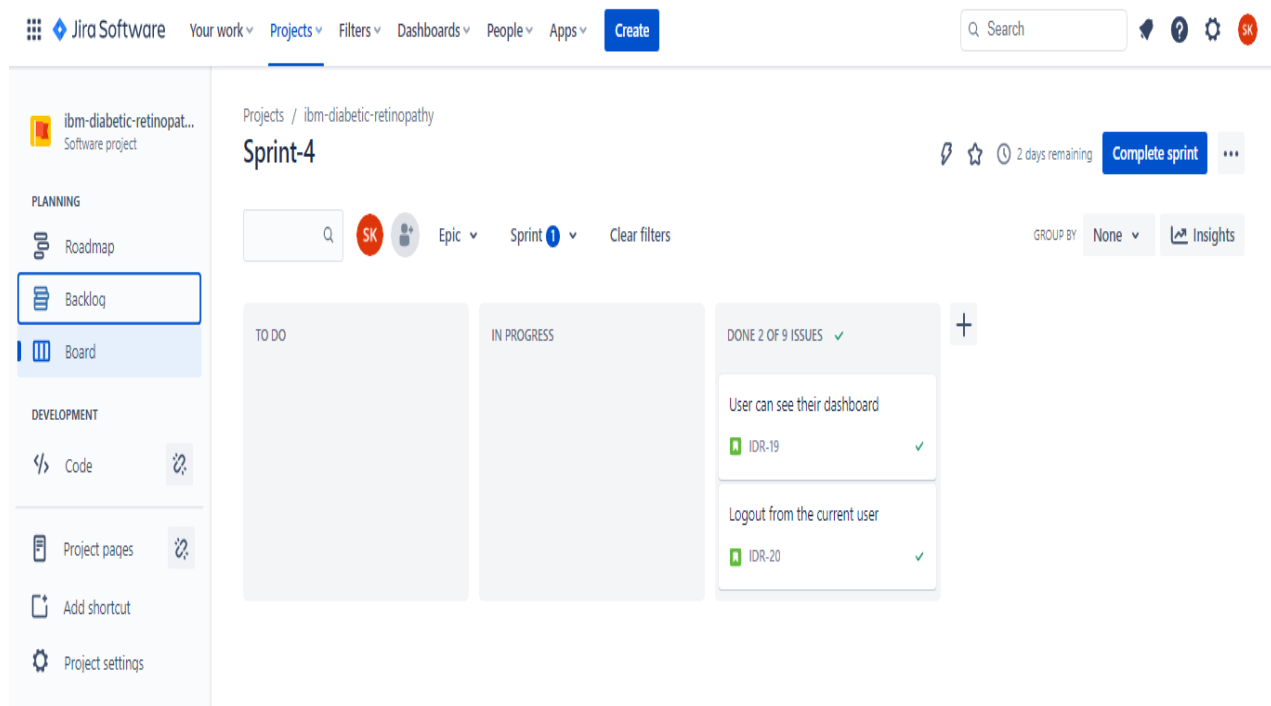 Jira Software Your work Projects Filters Dashboards People Apps Create Search SK
ibm-diabetic-retinopat...
Software project
PLANNING
Roadmap
Backlog
Board
DEVELOPMENT
Code
Project pages
Add shortcut
Project settings
Projects / ibm-diabetic-retinopathy
Sprint-4
2 days remaining Complete sprint
SK Epic Sprint 1 Clear filters GROUP BY None Insights
TO DO
IN PROGRESS
DONE 2 OF 9 ISSUES
User can see their dashboard
IDR-19
Logout from the current user
IDR-20